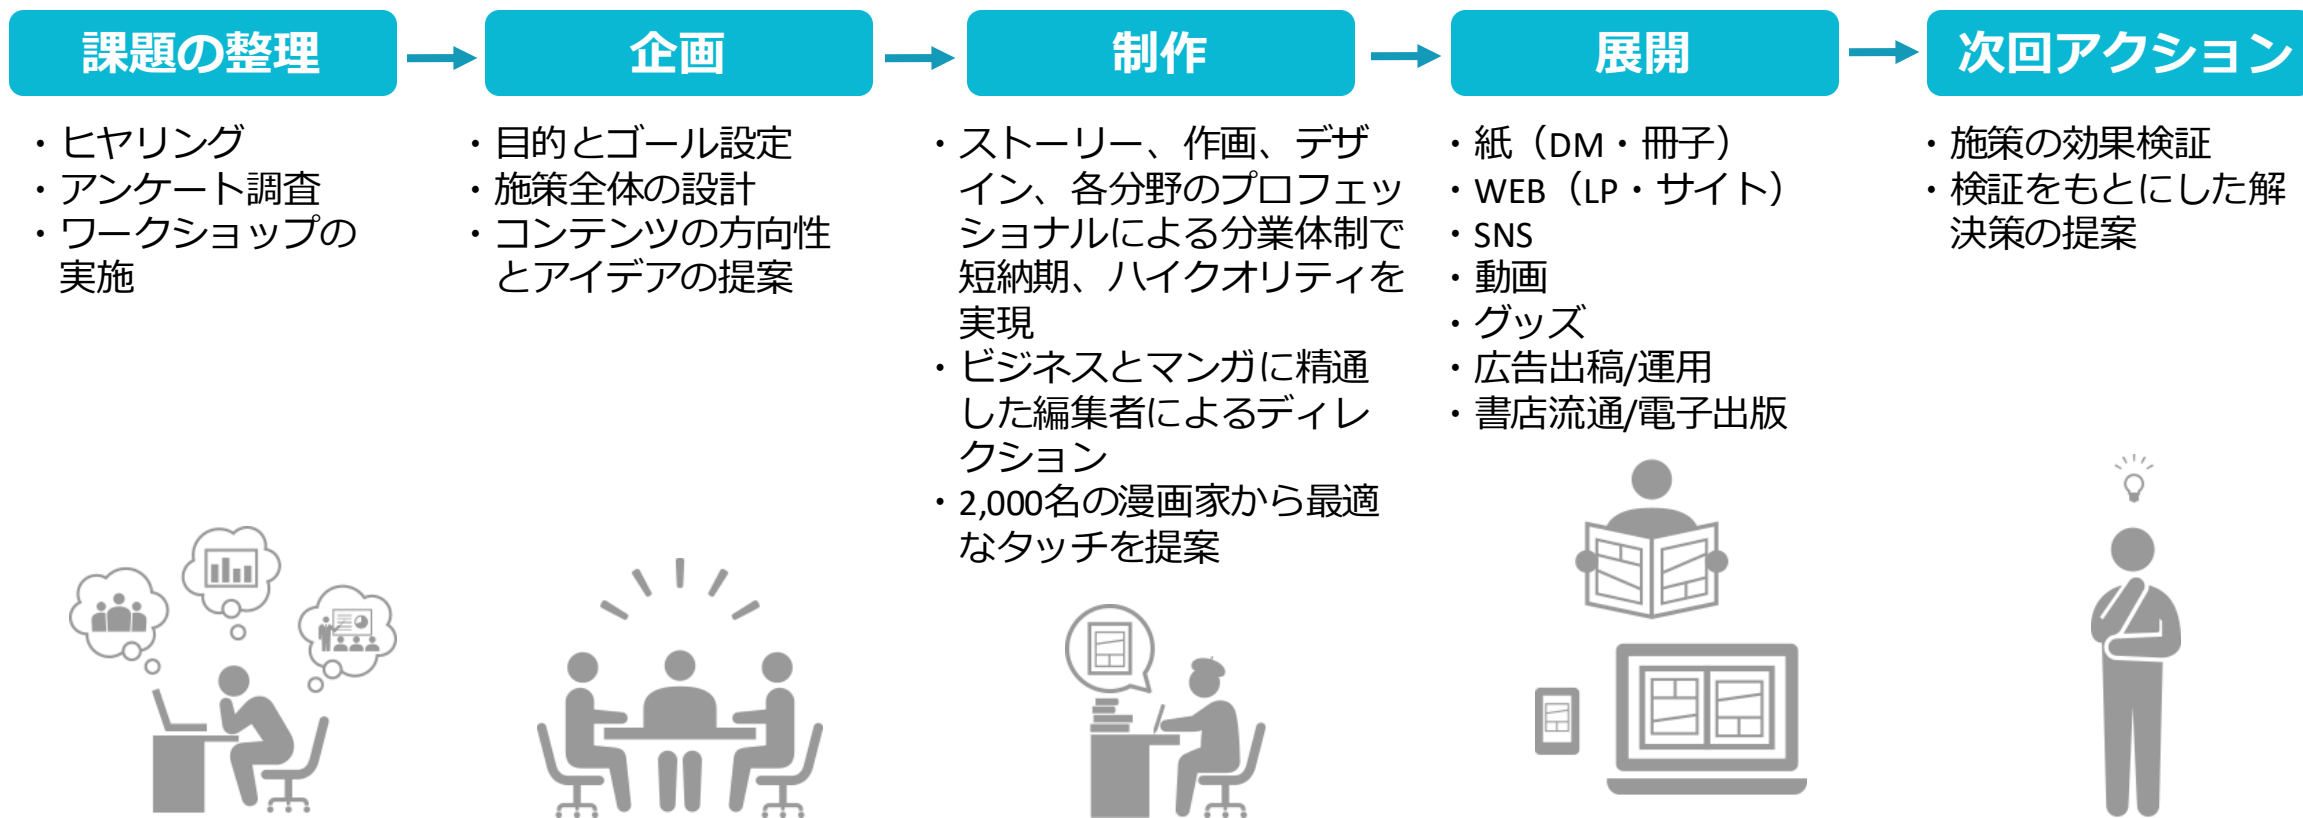 課題の整理
企画
制作
展開
次回アクション
・ヒヤリング
・アンケート調査
・ワークショップの
実施
・目的とゴール設定
・施策全体の設計
・コンテンツの方向性
とアイデアの提案
・ストーリー、作画、デザ
イン、各分野のプロフェッ
ショナルによる分業体制で
短納期、ハイクオリティを
実現
・ビジネスとマンガに精通
した編集者によるディレ
クション
・2,000名の漫画家から最適
なタッチを提案
・紙（DM・冊子）
・WEB（LP・サイト）
・SNS
・動画
・グッズ
・広告出稿/運用
・書店流通/電子出版
・施策の効果検証
・検証をもとにした解
決策の提案